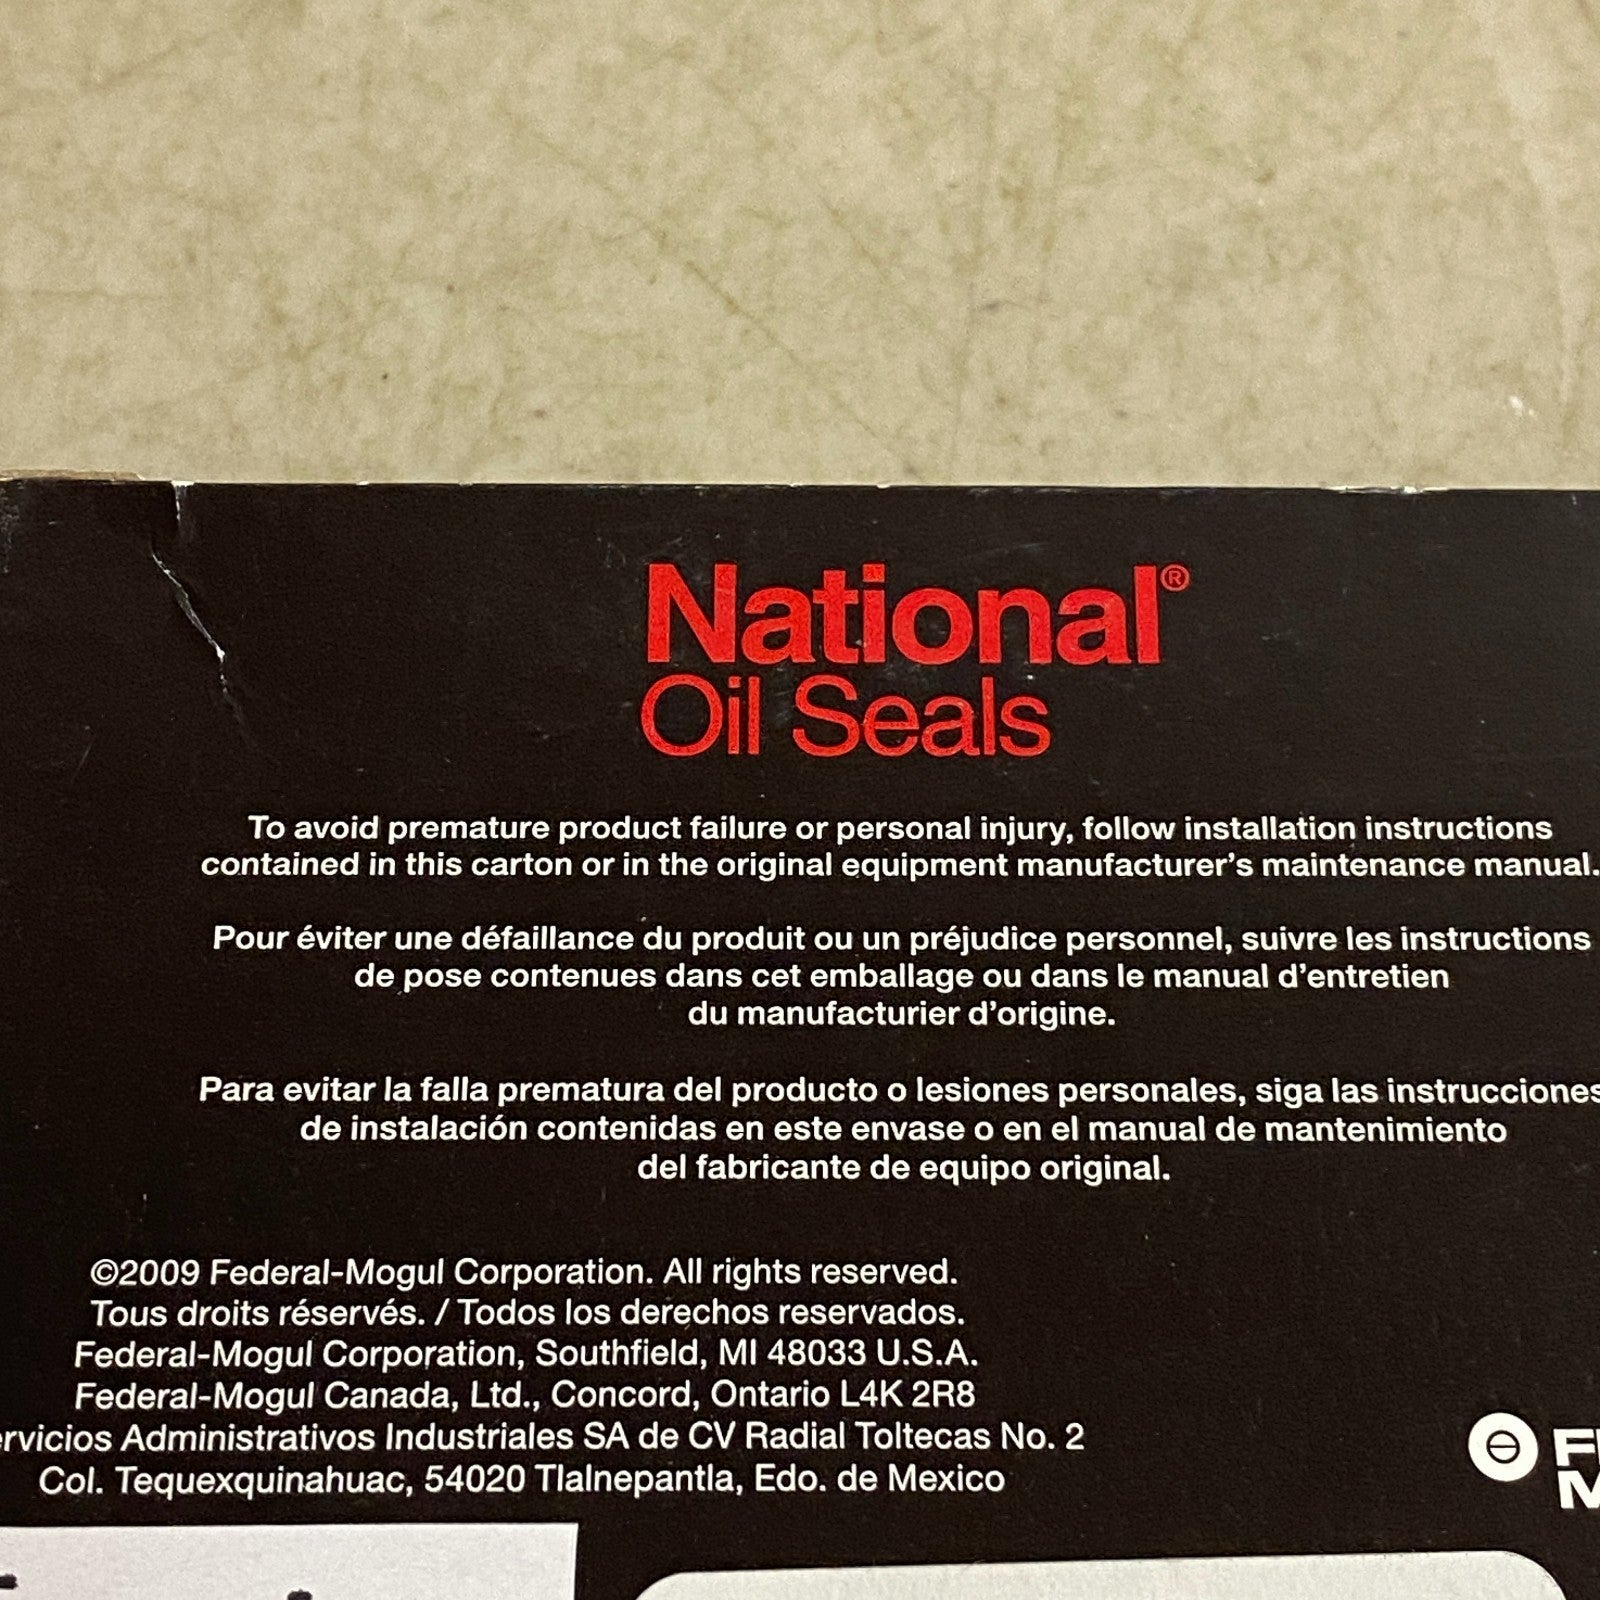 National®
Oil Seals
To avoid premature product failure or personal injury, follow installation instructions
contained in this carton or in the original equipment manufacturer's maintenance manual.
Pour éviter une défaillance du produit ou un préjudice personnel, suivre les instructions
de pose contenues dans cet emballage ou dans le manual d'entretien
du manufacturier d'origine.
Para evitar la falla prematura del producto o lesiones personales, siga las instrucciones
de instalación contenidas en este envase o en el manual de mantenimiento
del fabricante de equipo original.
©2009 Federal-Mogul Corporation. All rights reserved.
Tous droits réservés. / Todos los derechos reservados.
Federal-Mogul Corporation, Southfield, MI 48033 U.S.A.
Federal-Mogul Canada, Ltd., Concord, Ontario L4K 2R8
ervicios Administrativos Industriales SA de CV Radial Toltecas No. 2
Col. Tequexquinahuac, 54020 Tlalnepantla, Edo. de Mexico